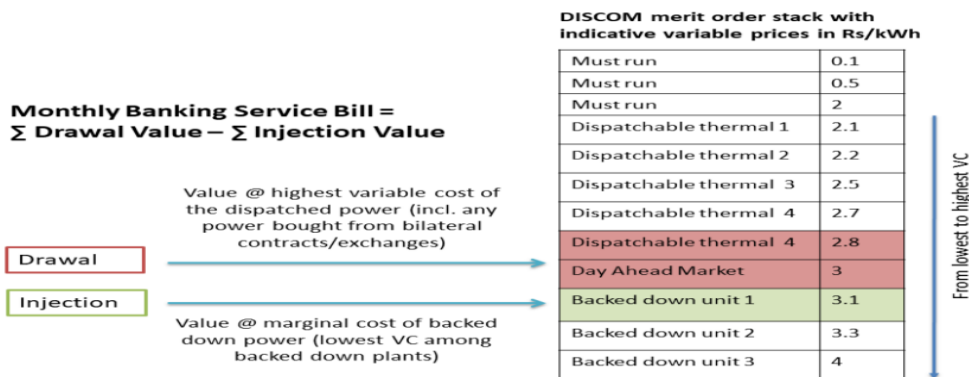 DISCOM merit order stack with
indicative variable prices in Rs/kWh
Must run 0.1
Must run 0.5
Must run 2
Dispatchable thermal 1 2.1
Dispatchable thermal 2 2.2
Dispatchable thermal 3 2.5
Dispatchable thermal 4 2.7
Dispatchable thermal 4 2.8
Day Ahead Market 3
Backed down unit 1 3.1
Backed down unit 2 3.3
Backed down unit 3 4
From lowest to highest VC
Monthly Banking Service Bill =
∑ Drawal Value – ∑ Injection Value
Value @ highest variable cost of
the dispatched power (incl. any
power bought from bilateral
contracts/exchanges)
Drawal
Injection
Value @ marginal cost of backed
down power (lowest VC among
backed down plants)